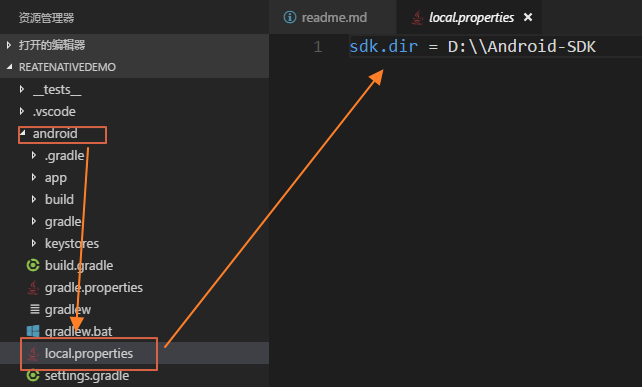 资源管理器
打开的编辑器
REATENATIVEDEMO
__tests__
.vscode
android
.gradle
app
build
gradle
keystores
build.gradle
gradle.properties
gradlew
gradlew.bat
local.properties
settings.gradle
readme.md
local.properties
1 sdk.dir = D:\\Android-SDK